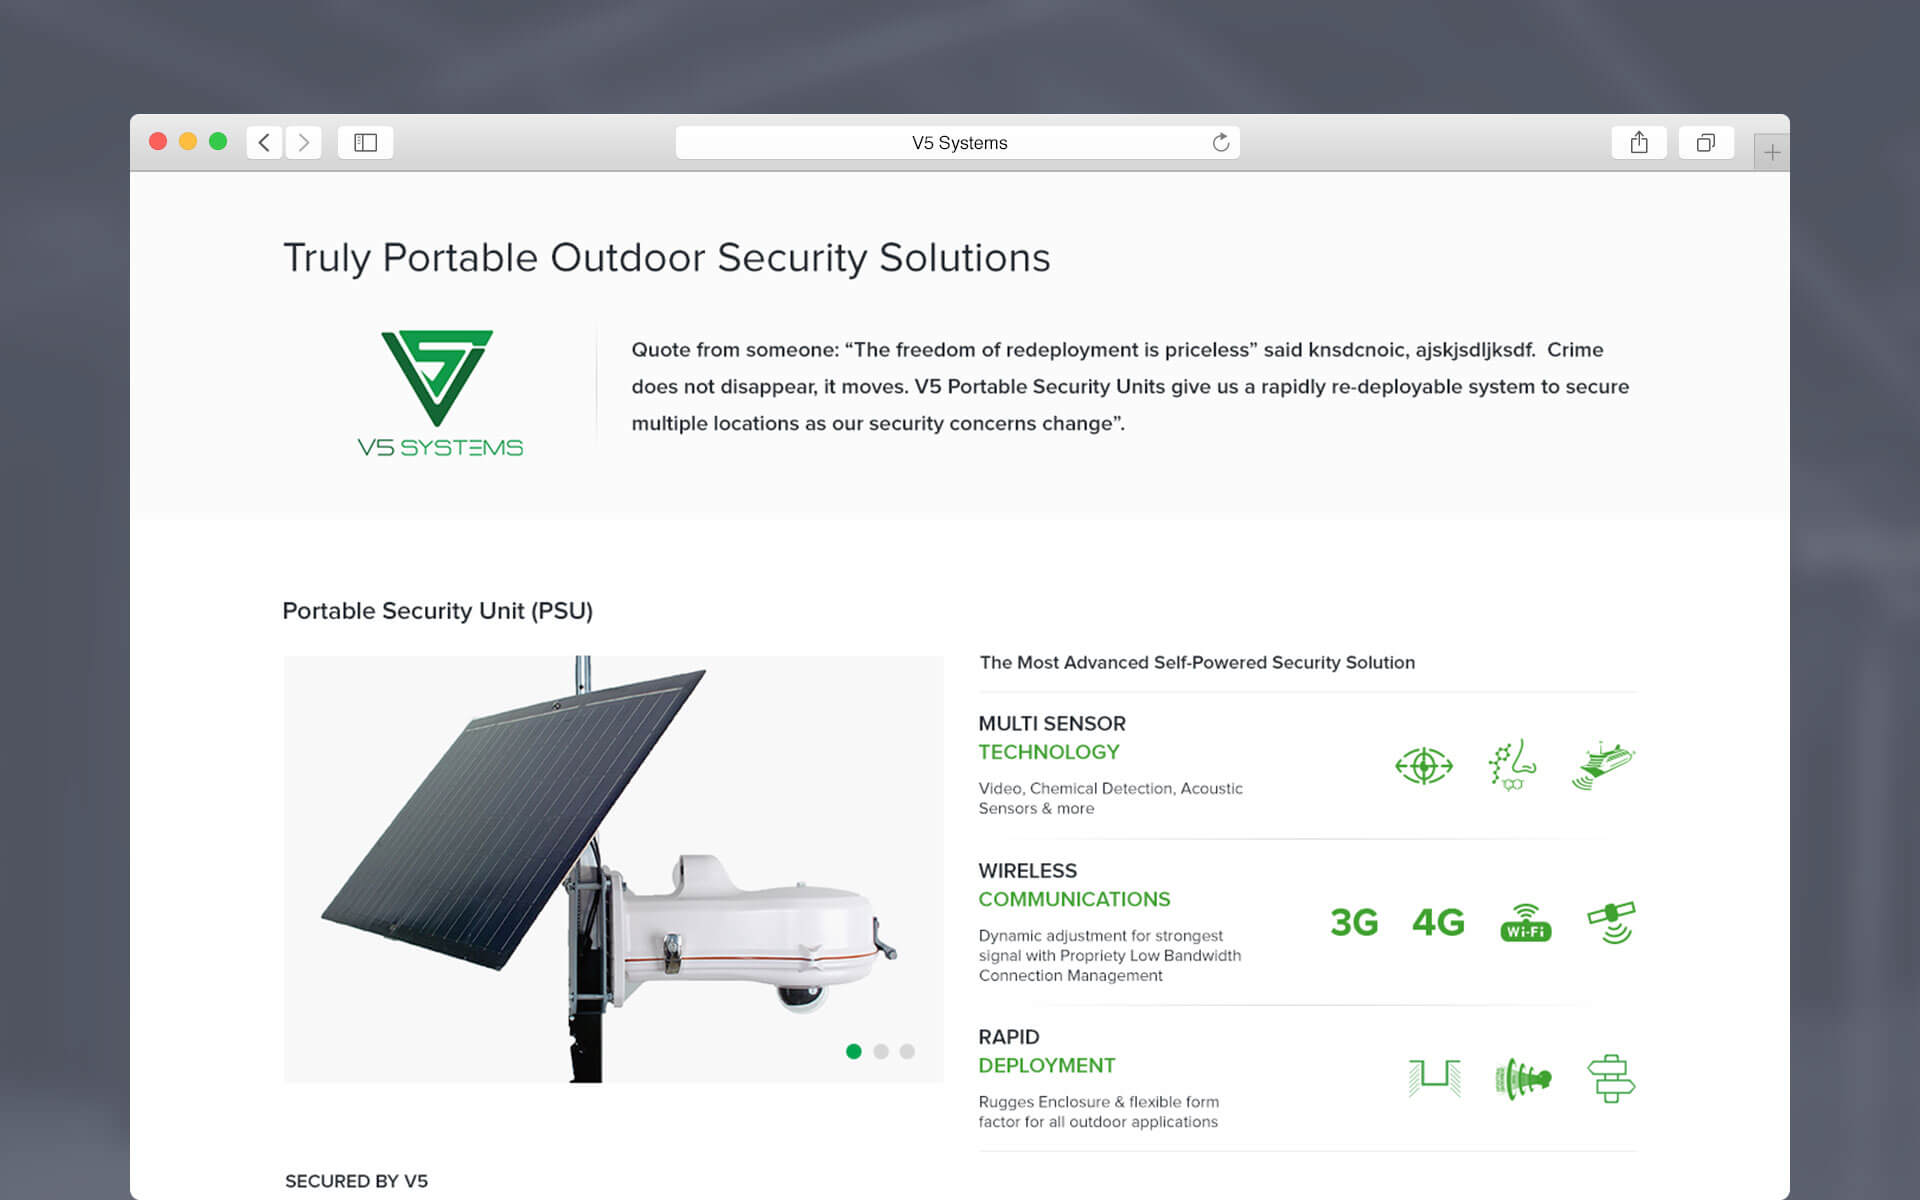 V5 Systems
Truly Portable Outdoor Security Solutions
V5 SYSTEMS
Quote from someone: “The freedom of redeployment is priceless” said knsdcnoic, ajskjsdljksdf.  Crime
does not disappear, it moves. V5 Portable Security Units give us a rapidly re-deployable system to secure
multiple locations as our security concerns change”.
Portable Security Unit (PSU)
The Most Advanced Self-Powered Security Solution
MULTI SENSOR
TECHNOLOGY
Video, Chemical Detection, Acoustic
Sensors & more
WIRELESS
COMMUNICATIONS
Dynamic adjustment for strongest
signal with Propriety Low Bandwidth
Connection Management
3G 4G Wi-Fi
RAPID
DEPLOYMENT
Rugges Enclosure & flexible form
factor for all outdoor applications
SECURED BY V5